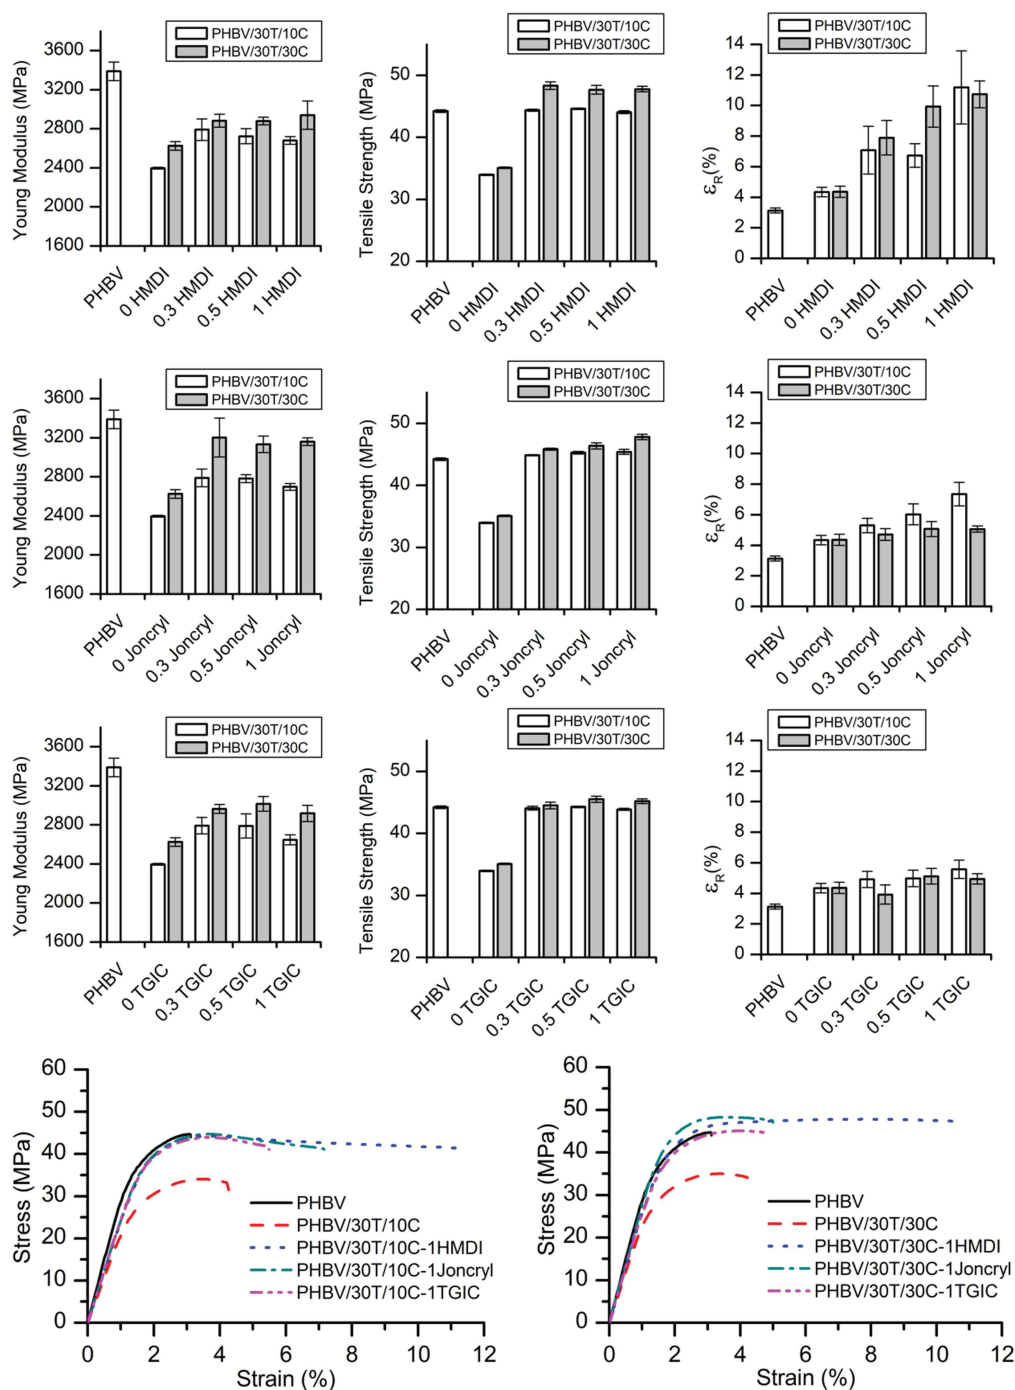 PHBV/30T/10C
PHBV/30T/30C
Young Modulus (MPa)
3600
3200
2800
2400
2000
1600
PHBV
0 HMDI
0.3 HMDI
0.5 HMDI
1 HMDI
PHBV/30T/10C
PHBV/30T/30C
Tensile Strength (MPa)
50
40
30
20
PHBV
0 HMDI
0.3 HMDI
0.5 HMDI
1 HMDI
PHBV/30T/10C
PHBV/30T/30C
εR(%)
14
12
10
8
6
4
2
0
PHBV
0 HMDI
0.3 HMDI
0.5 HMDI
1 HMDI
PHBV/30T/10C
PHBV/30T/30C
Young Modulus (MPa)
3600
3200
2800
2400
2000
1600
PHBV
0 Joncryl
0.3 Joncryl
0.5 Joncryl
1 Joncryl
PHBV/30T/10C
PHBV/30T/30C
Tensile Strength (MPa)
50
40
30
20
PHBV
0 Joncryl
0.3 Joncryl
0.5 Joncryl
1 Joncryl
PHBV/30T/10C
PHBV/30T/30C
εR(%)
14
12
10
8
6
4
2
0
PHBV
0 Joncryl
0.3 Joncryl
0.5 Joncryl
1 Joncryl
PHBV/30T/10C
PHBV/30T/30C
Young Modulus (MPa)
3600
3200
2800
2400
2000
1600
PHBV
0 TGIC
0.3 TGIC
0.5 TGIC
1 TGIC
PHBV/30T/10C
PHBV/30T/30C
Tensile Strength (MPa)
50
40
30
20
PHBV
0 TGIC
0.3 TGIC
0.5 TGIC
1 TGIC
PHBV/30T/10C
PHBV/30T/30C
εR(%)
14
12
10
8
6
4
2
0
PHBV
0 TGIC
0.3 TGIC
0.5 TGIC
1 TGIC
Stress (MPa)
60
50
40
30
20
10
0
PHBV
PHBV/30T/10C
PHBV/30T/10C-1HMDI
PHBV/30T/10C-1Joncryl
PHBV/30T/10C-1TGIC
0 2 4 6 8 10 12
Strain (%)
Stress (MPa)
60
50
40
30
20
10
0
PHBV
PHBV/30T/30C
PHBV/30T/30C-1HMDI
PHBV/30T/30C-1Joncryl
PHBV/30T/30C-1TGIC
0 2 4 6 8 10 12
Strain (%)